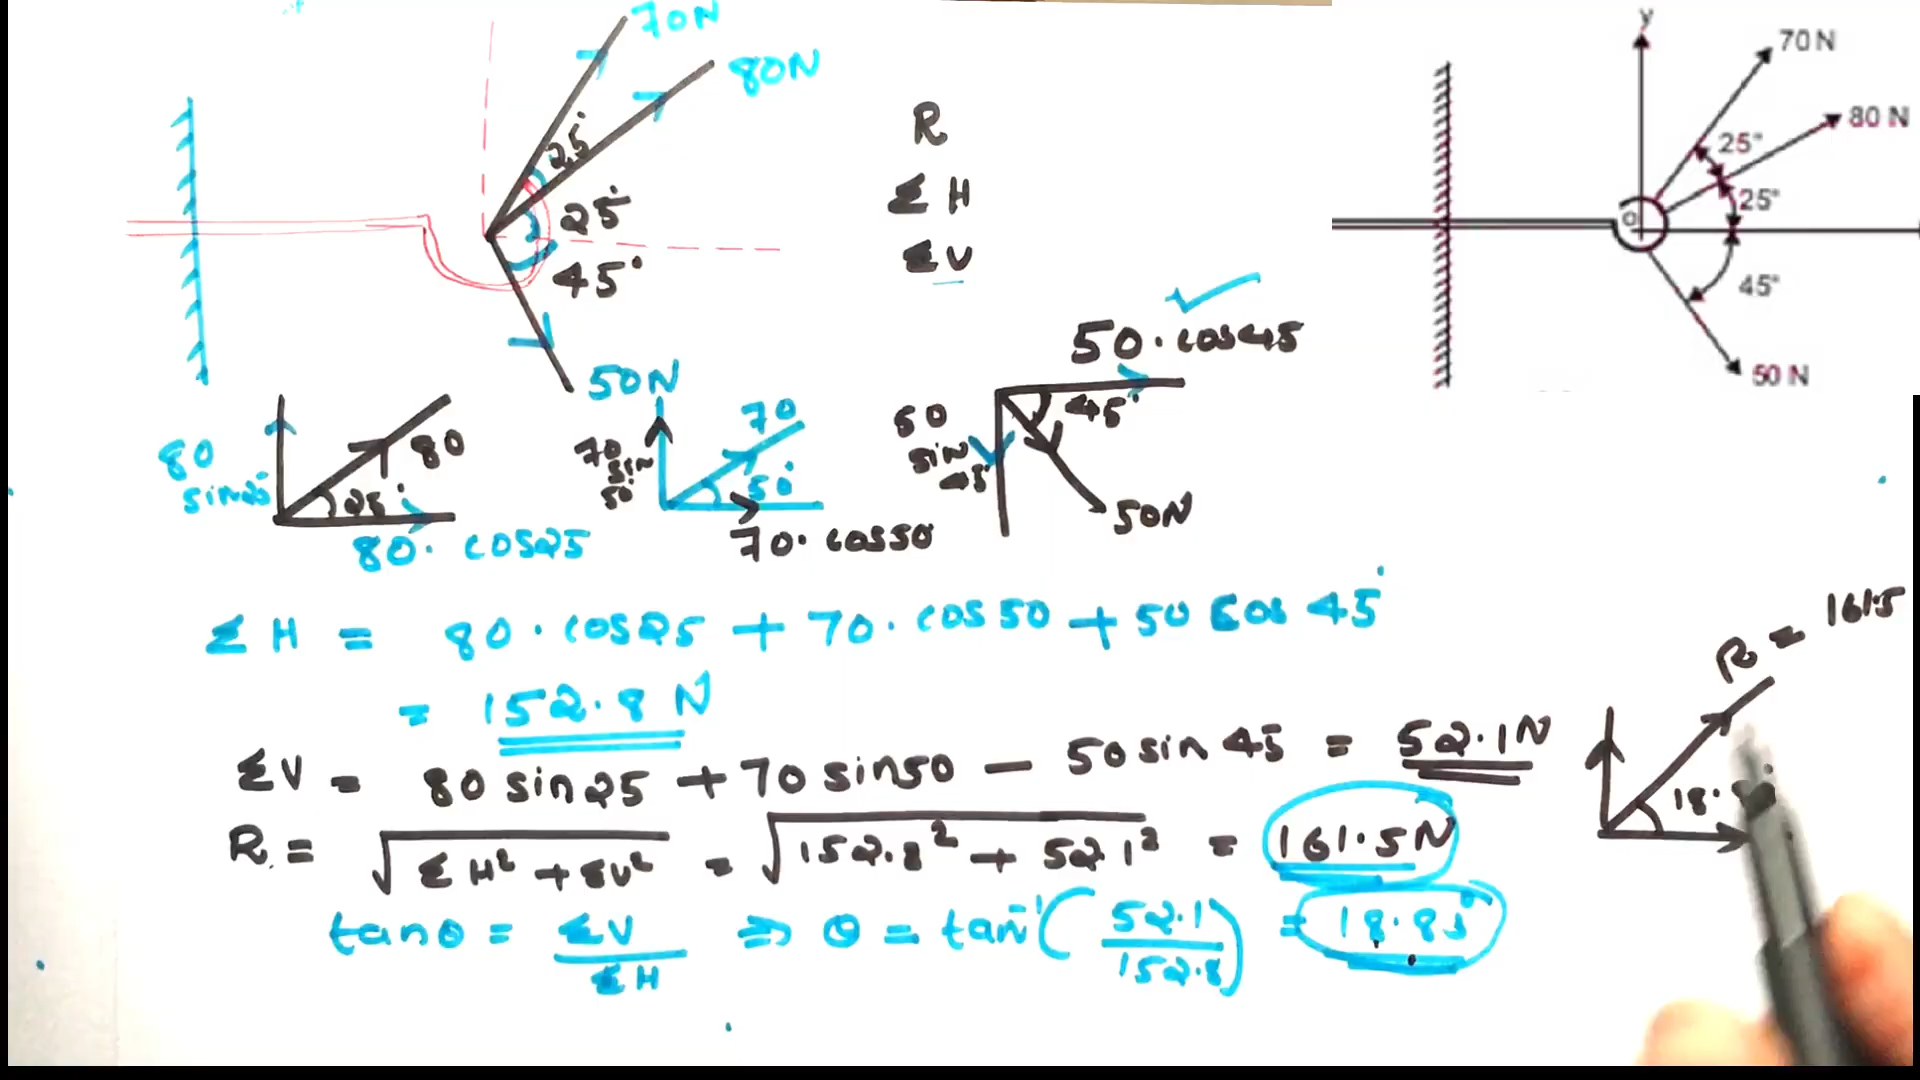 70N
80N
25°
25°
45°
50N
R
ΣH
ΣV
y
70 N
80 N
25°
25°
O
45°
50 N
80
sin25
80
25°
80. cos25
70
sin
50
70
50°
70. cos50
50. cos45
50
sin
45
45°
50N
ΣH = 80. cos25 + 70. cos50 + 50 cos 45°
= 152.8 N
ΣV = 80 sin25 + 70 sin50 - 50 sin 45 = 52.1N
R = √ΣH² + ΣV² = √152.8² + 52.1² = 161.5N
tanθ = ΣV/ΣH ⇒ θ = tan⁻¹(52.1/152.8) = 18.83°
R = 161.5
18.